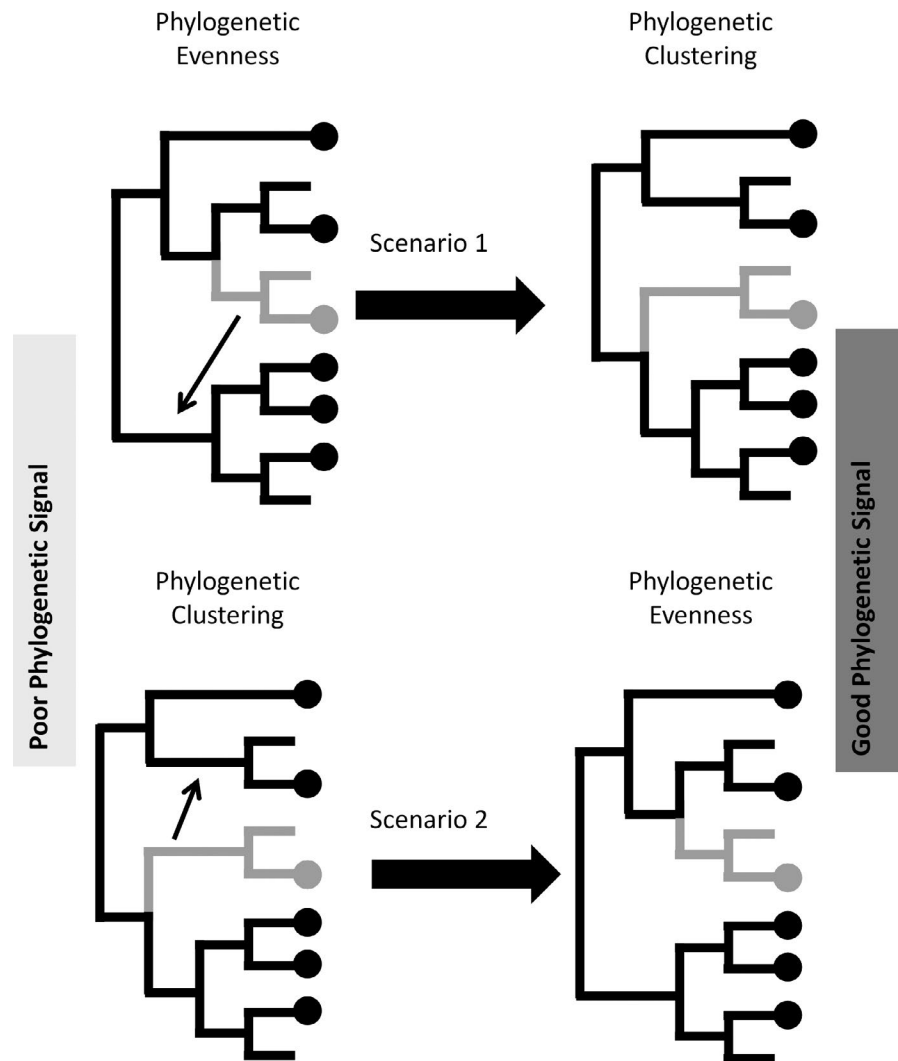 Phylogenetic
Evenness
Phylogenetic
Clustering
Scenario 1
Poor Phylogenetic Signal
Good Phylogenetic Signal
Phylogenetic
Clustering
Phylogenetic
Evenness
Scenario 2